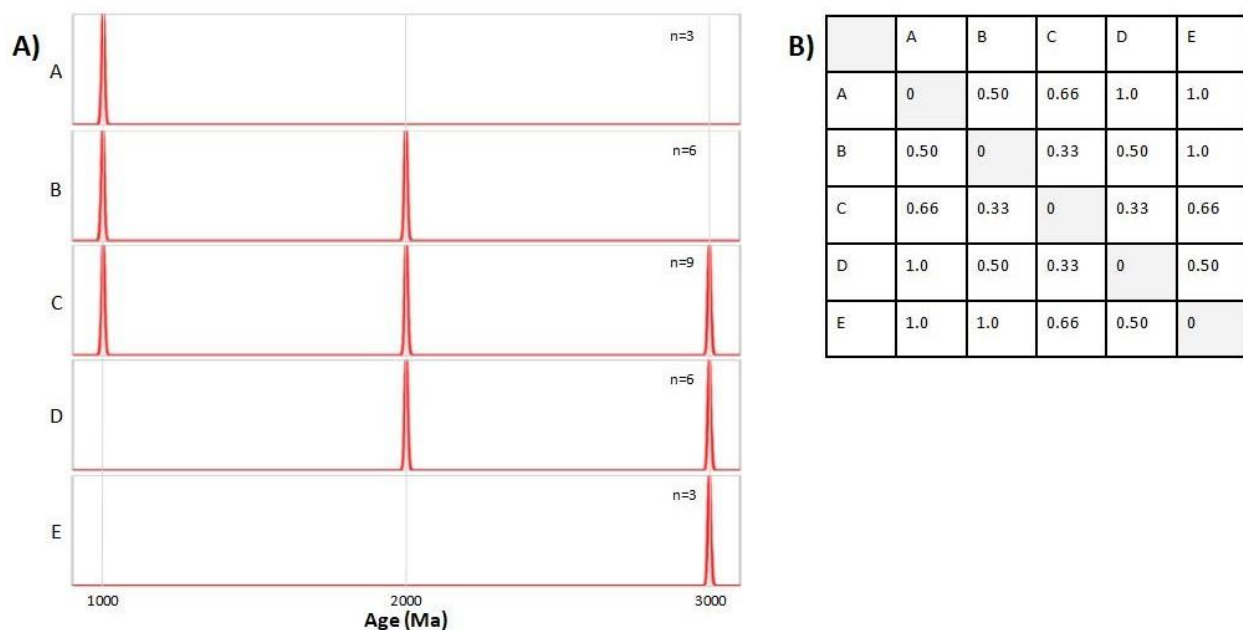 A)
A
n=3
B
n=6
C
n=9
D
n=6
E
n=3
1000 2000 3000
Age (Ma)
B)
A B C D E
A 0 0.50 0.66 1.0 1.0
B 0.50 0 0.33 0.50 1.0
C 0.66 0.33 0 0.33 0.66
D 1.0 0.50 0.33 0 0.50
E 1.0 1.0 0.66 0.50 0